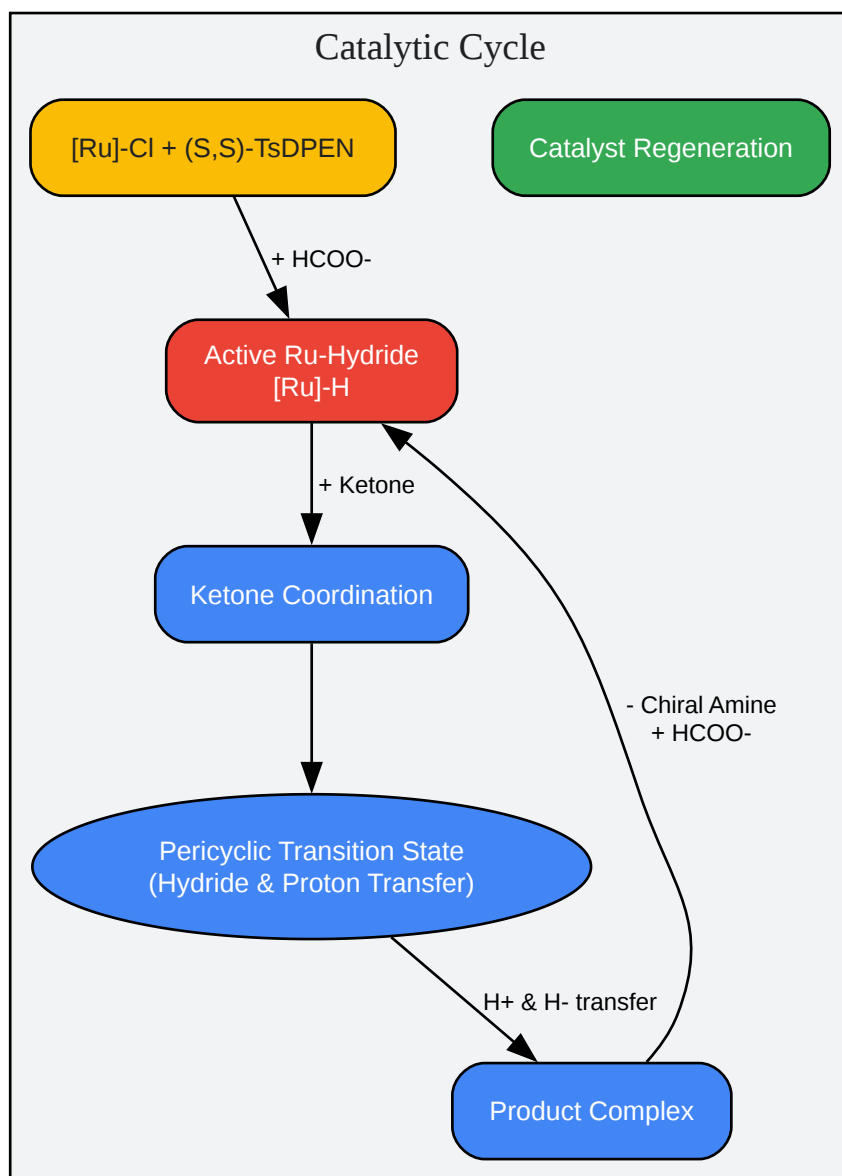 Catalytic Cycle
[Ru]-Cl + (S,S)-TsDPEN
Catalyst Regeneration
+ HCOO-
Active Ru-Hydride
[Ru]-H
+ Ketone
Ketone Coordination
- Chiral Amine
+ HCOO-
Pericyclic Transition State
(Hydride & Proton Transfer)
H+ & H- transfer
Product Complex